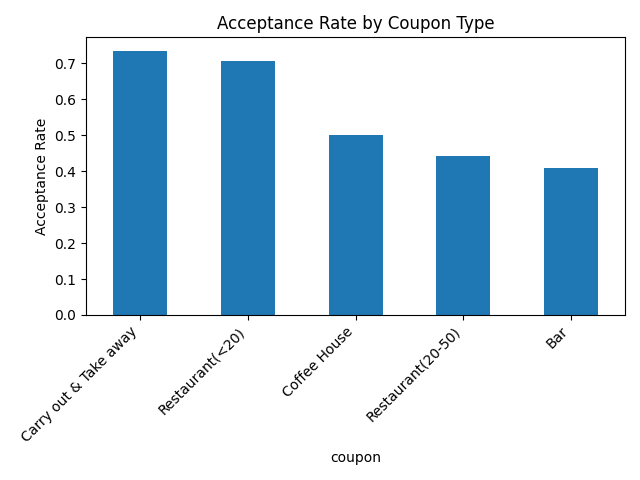 Acceptance Rate by Coupon Type
Acceptance Rate
0.7
0.6
0.5
0.4
0.3
0.2
0.1
0.0
Carry out & Take away
Restaurant(<20)
Coffee House
Restaurant(20-50)
Bar
coupon